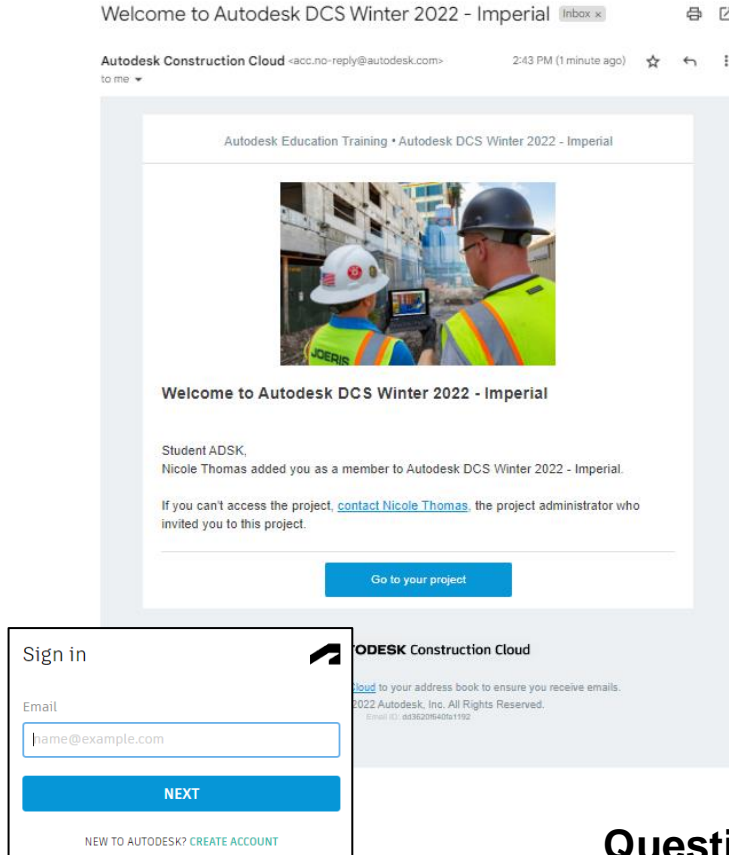 Welcome to Autodesk DCS Winter 2022 - Imperial Inbox x
Autodesk Construction Cloud <acc.no-reply@autodesk.com> 2:43 PM (1 minute ago)
to me
Autodesk Education Training • Autodesk DCS Winter 2022 - Imperial
JOERIS
Welcome to Autodesk DCS Winter 2022 - Imperial
Student ADSK,
Nicole Thomas added you as a member to Autodesk DCS Winter 2022 - Imperial.
If you can't access the project, contact Nicole Thomas, the project administrator who
invited you to this project.
Go to your project
TODESK Construction Cloud
Cloud to your address book to ensure you receive emails.
2022 Autodesk, Inc. All Rights Reserved.
Email ID: dd3620f640fa1192
Sign in
Email
name@example.com
NEXT
NEW TO AUTODESK? CREATE ACCOUNT
Questi